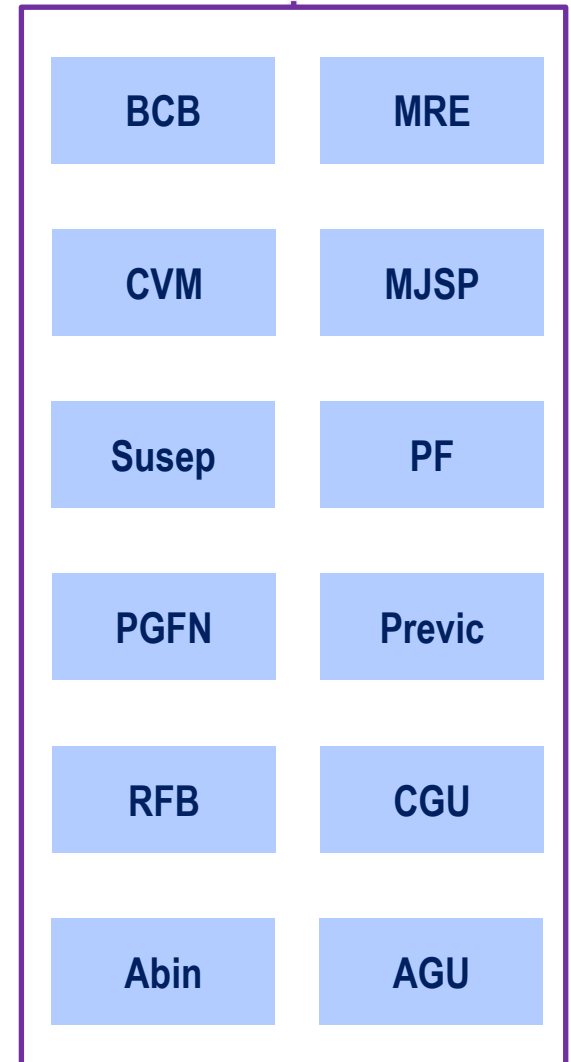 BCB
MRE
CVM
MJSP
Susep
PF
PGFN
Previc
RFB
CGU
Abin
AGU